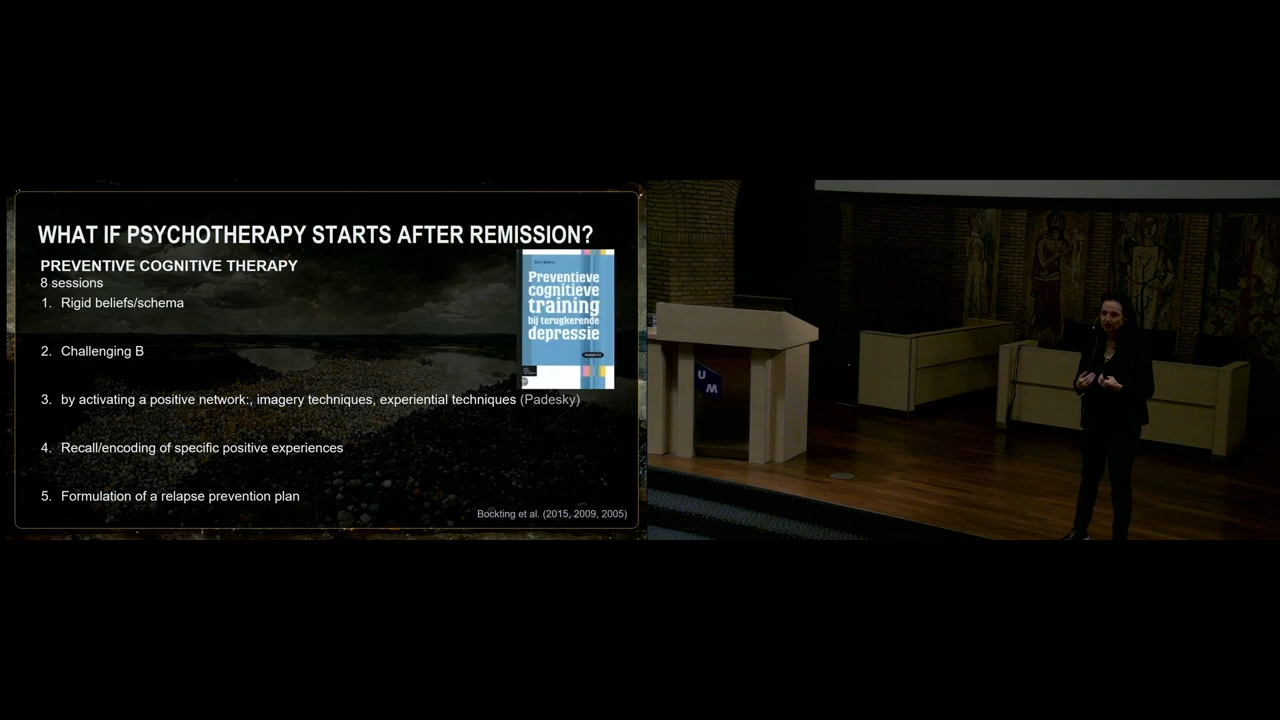 WHAT IF PSYCHOTHERAPY STARTS AFTER REMISSION?
PREVENTIVE COGNITIVE THERAPY
8 sessions
1. Rigid beliefs/schema
2. Challenging B
3. by activating a positive network:, imagery techniques, experiential techniques (Padesky)
4. Recall/encoding of specific positive experiences
5. Formulation of a relapse prevention plan
Bockting et al. (2015, 2009, 2005)
Preventieve
cognitieve
training
bij terugkerende
depressie
U
M